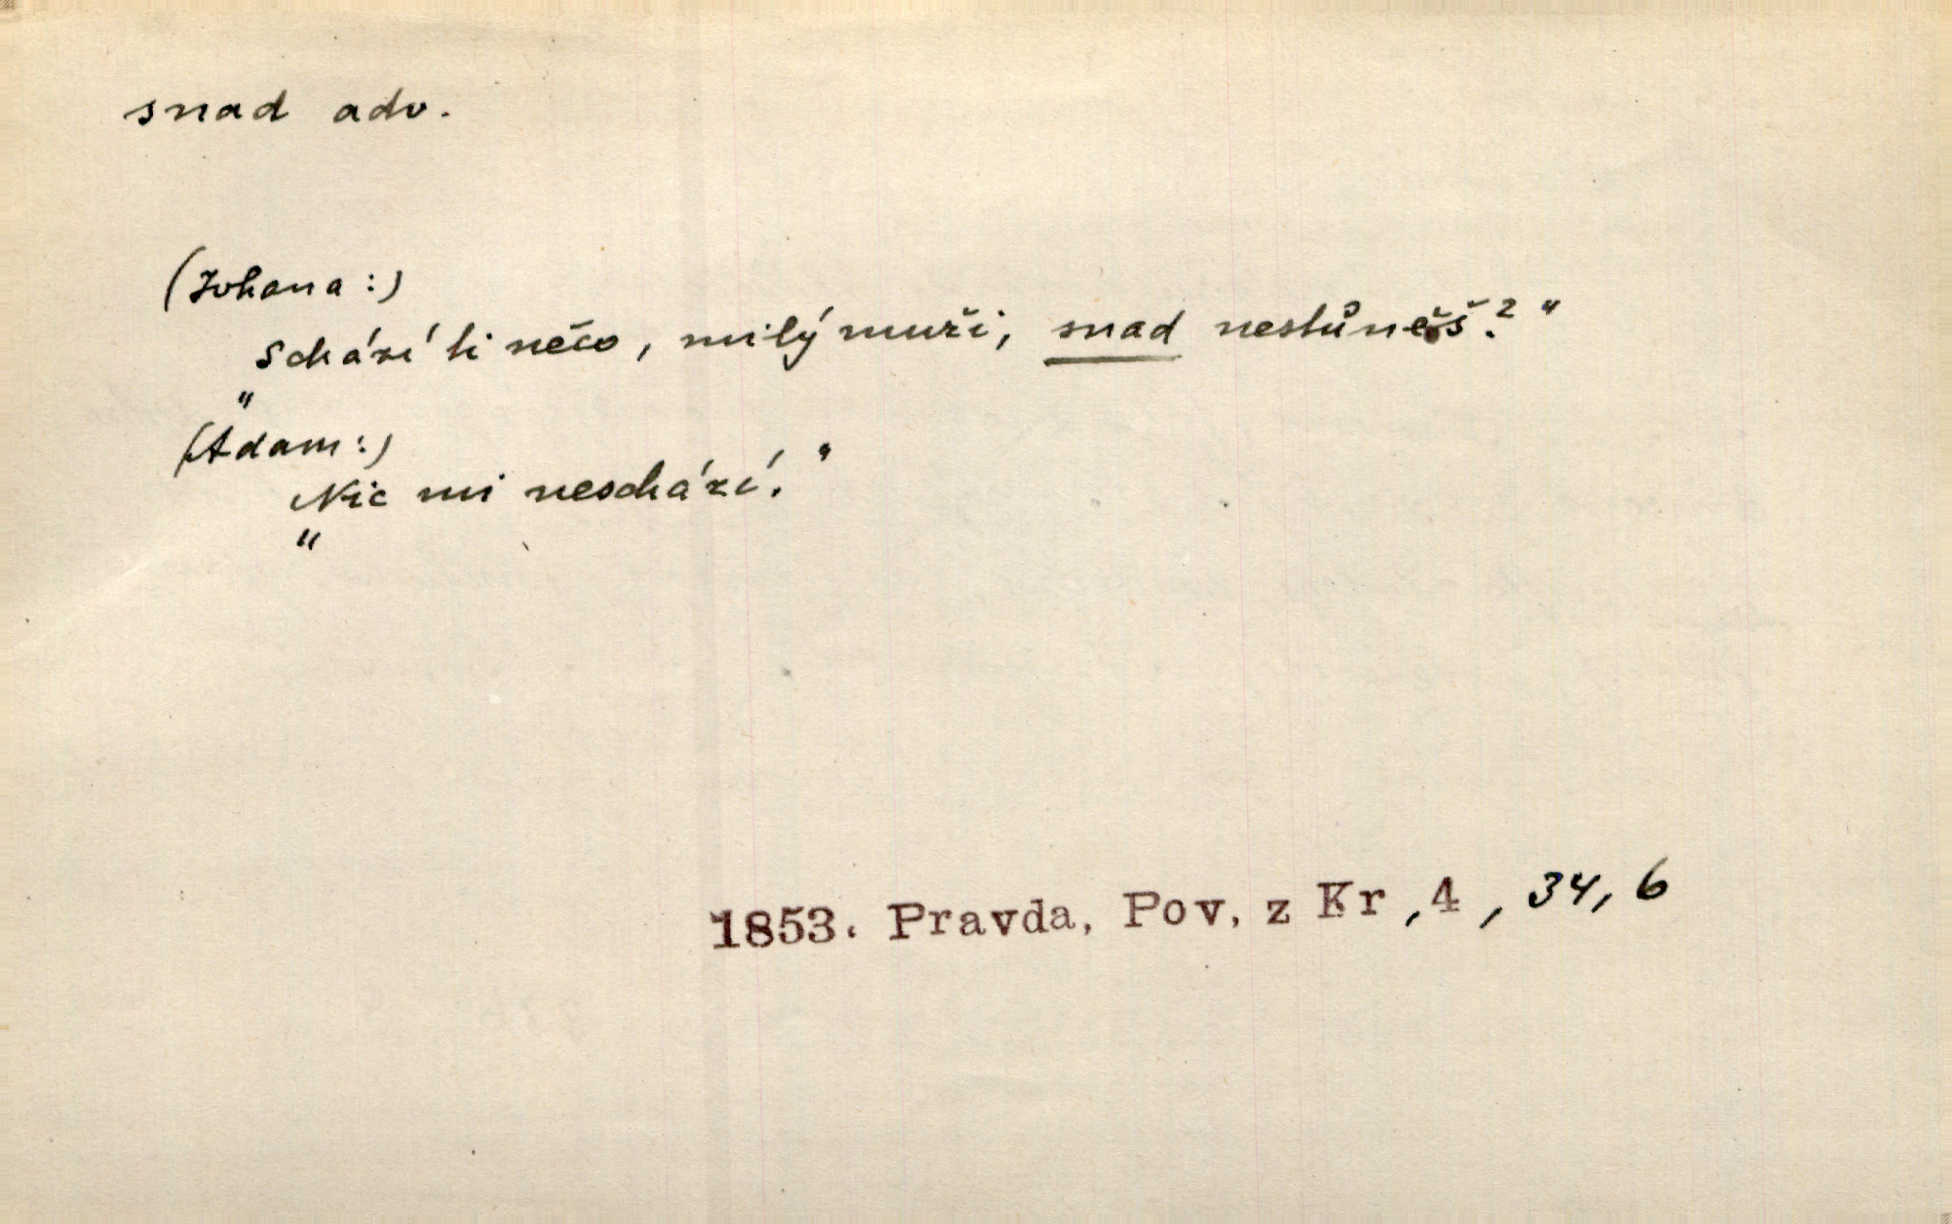 snad adv.
(Johana:)
„Schází li něco, milý muži, snad nestůněš?“
(Adam:)
„Nic mi neschází.“
1853. Pravda, Pov. z Kr, 4, 34, 6